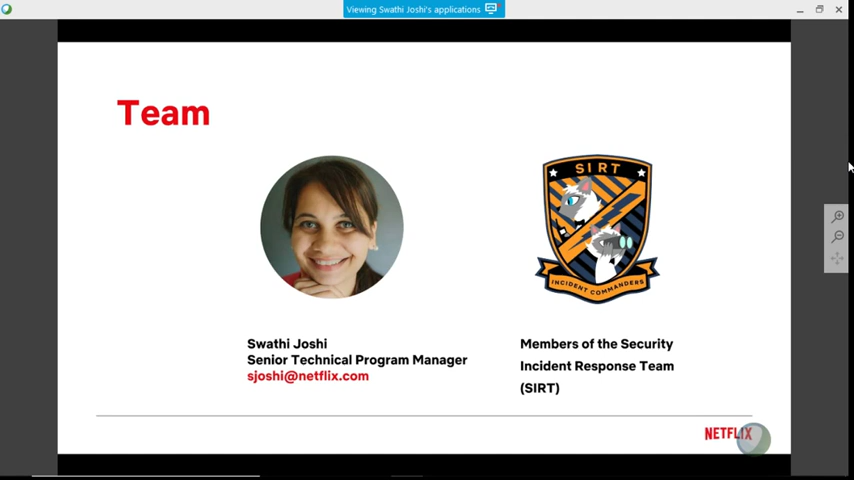 Viewing Swathi Joshi's applications
Team
SIRT
INCIDENT COMMANDERS
Swathi Joshi
Senior Technical Program Manager
sjoshi@netflix.com
Members of the Security
Incident Response Team
(SIRT)
NETFLIX